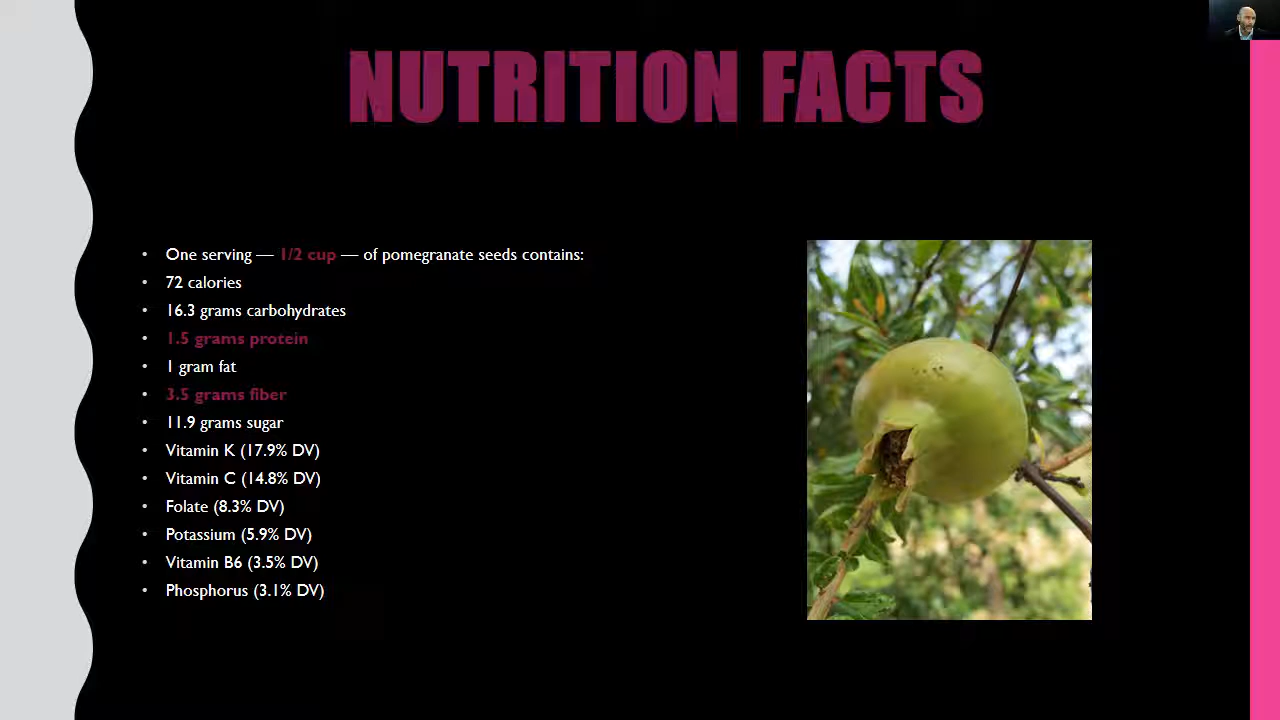 NUTRITION FACTS
• One serving — 1/2 cup — of pomegranate seeds contains:
• 72 calories
• 16.3 grams carbohydrates
• 1.5 grams protein
• 1 gram fat
• 3.5 grams fiber
• 11.9 grams sugar
• Vitamin K (17.9% DV)
• Vitamin C (14.8% DV)
• Folate (8.3% DV)
• Potassium (5.9% DV)
• Vitamin B6 (3.5% DV)
• Phosphorus (3.1% DV)